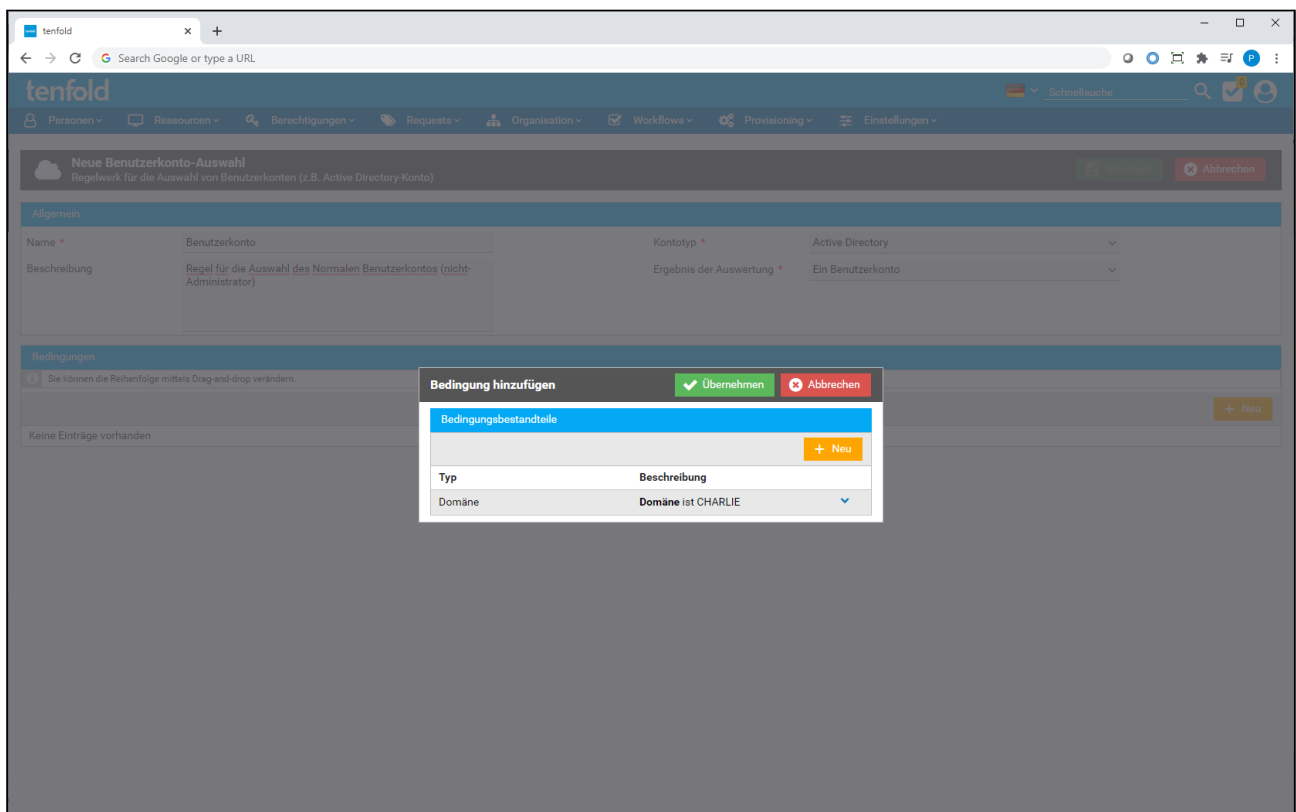 tenfold
Search Google or type a URL
P
tenfold
Schnellsuche
Personen Ressourcen Berechtigungen Requests Organisation Workflows Provisioning Einstellungen
Neue Benutzerkonto-Auswahl
Regelwerk für die Auswahl von Benutzerkonten (z.B. Active Directory-Konto)
Abbrechen
Allgemein
Name * Benutzerkonto Kontotyp * Active Directory
Beschreibung Regel für die Auswahl des Normalen Benutzerkontos (nicht- Ergebnis der Auswertung * Ein Benutzerkonto
Administrator)
Bedingungen
Sie können die Reihenfolge mittels Drag-and-drop verändern.
+ Neu
Keine Einträge vorhanden
Bedingung hinzufügen Übernehmen Abbrechen
Bedingungsbestandteile
+ Neu
Typ Beschreibung
Domäne Domäne ist CHARLIE